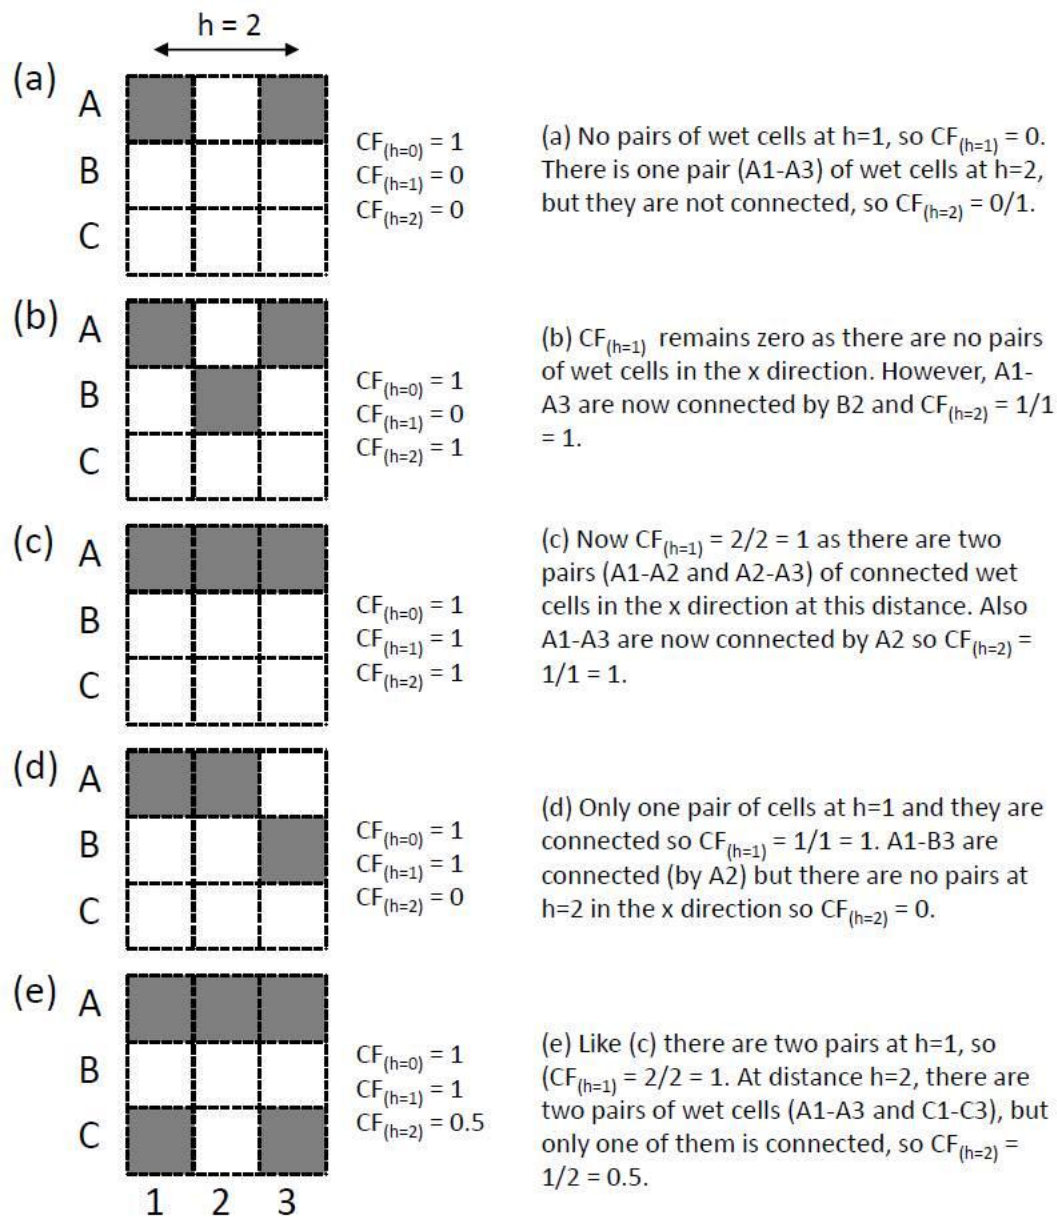 h = 2
(a)
A
B
C
CF(h=0) = 1
CF(h=1) = 0
CF(h=2) = 0
(a) No pairs of wet cells at h=1, so CF(h=1) = 0.
There is one pair (A1-A3) of wet cells at h=2,
but they are not connected, so CF(h=2) = 0/1.
(b)
A
B
C
CF(h=0) = 1
CF(h=1) = 0
CF(h=2) = 1
(b) CF(h=1) remains zero as there are no pairs
of wet cells in the x direction. However, A1-
A3 are now connected by B2 and CF(h=2) = 1/1
= 1.
(c)
A
B
C
CF(h=0) = 1
CF(h=1) = 1
CF(h=2) = 1
(c) Now CF(h=1) = 2/2 = 1 as there are two
pairs (A1-A2 and A2-A3) of connected wet
cells in the x direction at this distance. Also
A1-A3 are now connected by A2 so CF(h=2) =
1/1 = 1.
(d)
A
B
C
CF(h=0) = 1
CF(h=1) = 1
CF(h=2) = 0
(d) Only one pair of cells at h=1 and they are
connected so CF(h=1) = 1/1 = 1. A1-B3 are
connected (by A2) but there are no pairs at
h=2 in the x direction so CF(h=2) = 0.
(e)
A
B
C
CF(h=0) = 1
CF(h=1) = 1
CF(h=2) = 0.5
(e) Like (c) there are two pairs at h=1, so
(CF(h=1) = 2/2 = 1. At distance h=2, there are
two pairs of wet cells (A1-A3 and C1-C3), but
only one of them is connected, so CF(h=2) =
1/2 = 0.5.
1 2 3